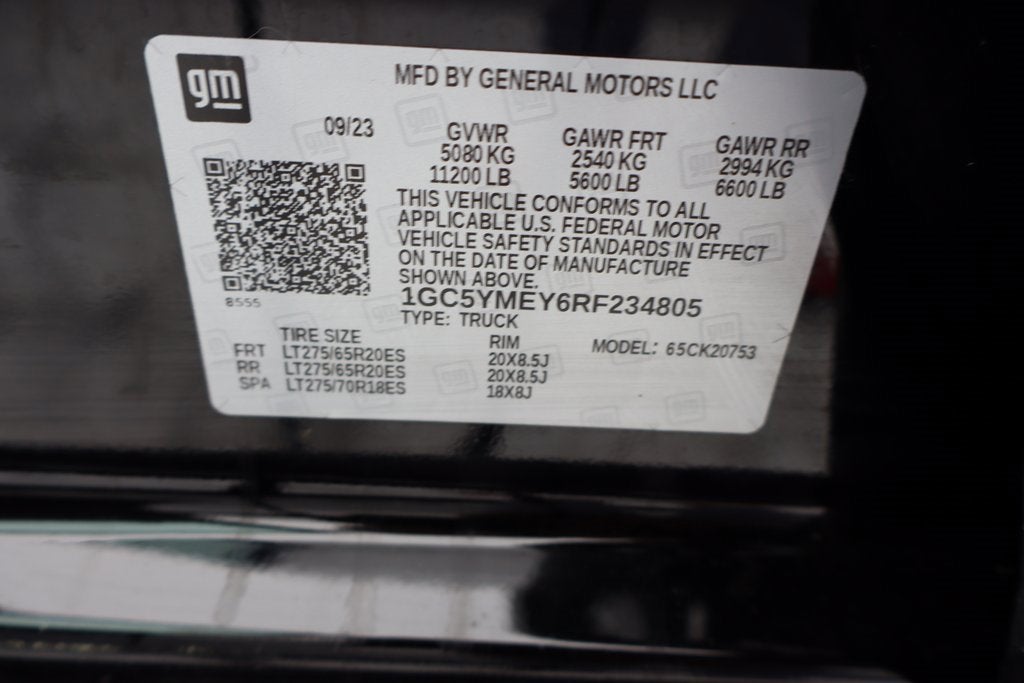 gm
MFD BY GENERAL MOTORS LLC
09/23
GVWR GAWR FRT GAWR RR
5080 KG 2540 KG 2994 KG
11200 LB 5600 LB 6600 LB
THIS VEHICLE CONFORMS TO ALL
APPLICABLE U.S. FEDERAL MOTOR
VEHICLE SAFETY STANDARDS IN EFFECT
ON THE DATE OF MANUFACTURE
SHOWN ABOVE.
8555
1GC5YMEY6RF234805
TYPE: TRUCK
TIRE SIZE RIM MODEL: 65CK20753
FRT LT275/65R20ES 20X8.5J
RR LT275/65R20ES 20X8.5J
SPA LT275/70R18ES 18X8J